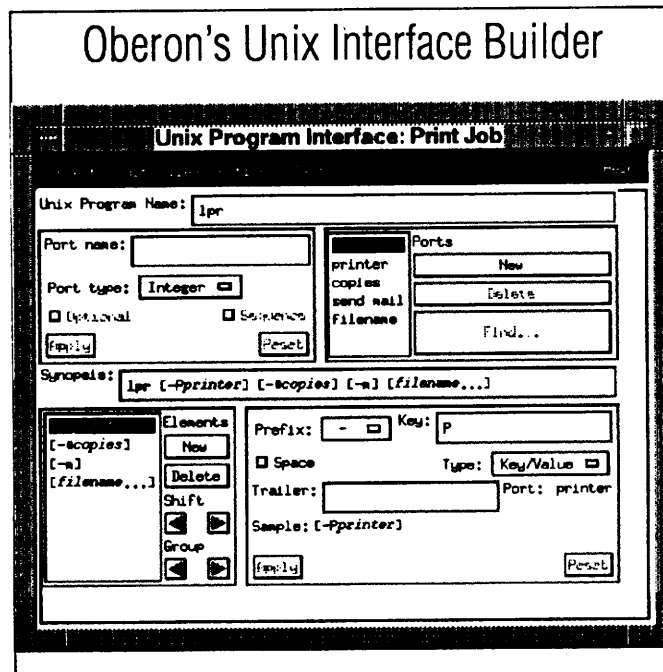 Oberon's Unix Interface Builder
Unix Program Interface: Print Job
Unix Program Name: lpr
Port name:
Port type: Integer
Optional
Sequence
Apply
Reset
Ports
printer
copies
send mail
filename
New
Delete
Find...
Synopsis: lpr [-Pprinter] [-#copies] [-m] [filename...]
[-#copies]
[-m]
[filename...]
Elements
New
Delete
Shift
Group
Prefix: -
Key: P
Space
Type: Key/Value
Trailer:
Port: printer
Sample: [-Pprinter]
Apply
Reset